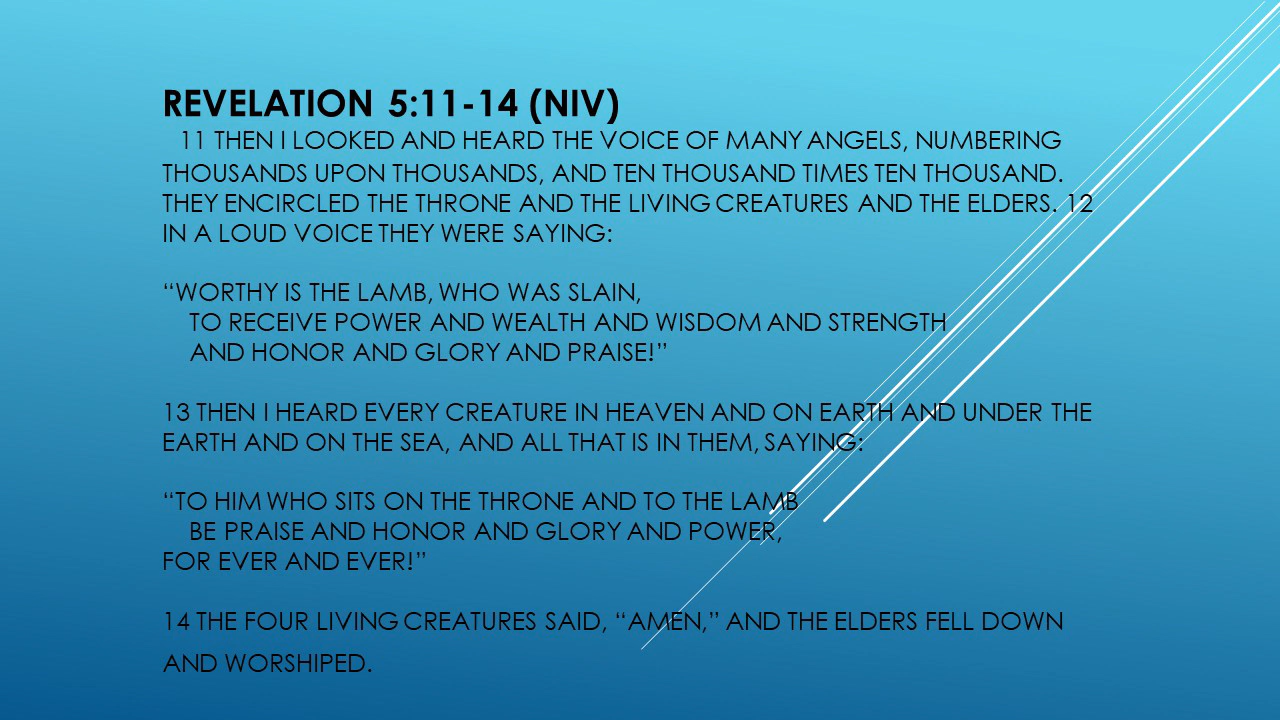 REVELATION 5:11-14 (NIV)
11 THEN I LOOKED AND HEARD THE VOICE OF MANY ANGELS, NUMBERING
THOUSANDS UPON THOUSANDS, AND TEN THOUSAND TIMES TEN THOUSAND.
THEY ENCIRCLED THE THRONE AND THE LIVING CREATURES AND THE ELDERS. 12
IN A LOUD VOICE THEY WERE SAYING:
“WORTHY IS THE LAMB, WHO WAS SLAIN,
TO RECEIVE POWER AND WEALTH AND WISDOM AND STRENGTH
AND HONOR AND GLORY AND PRAISE!”
13 THEN I HEARD EVERY CREATURE IN HEAVEN AND ON EARTH AND UNDER THE
EARTH AND ON THE SEA, AND ALL THAT IS IN THEM, SAYING:
“TO HIM WHO SITS ON THE THRONE AND TO THE LAMB
BE PRAISE AND HONOR AND GLORY AND POWER,
FOR EVER AND EVER!”
14 THE FOUR LIVING CREATURES SAID, “AMEN,” AND THE ELDERS FELL DOWN
AND WORSHIPED.